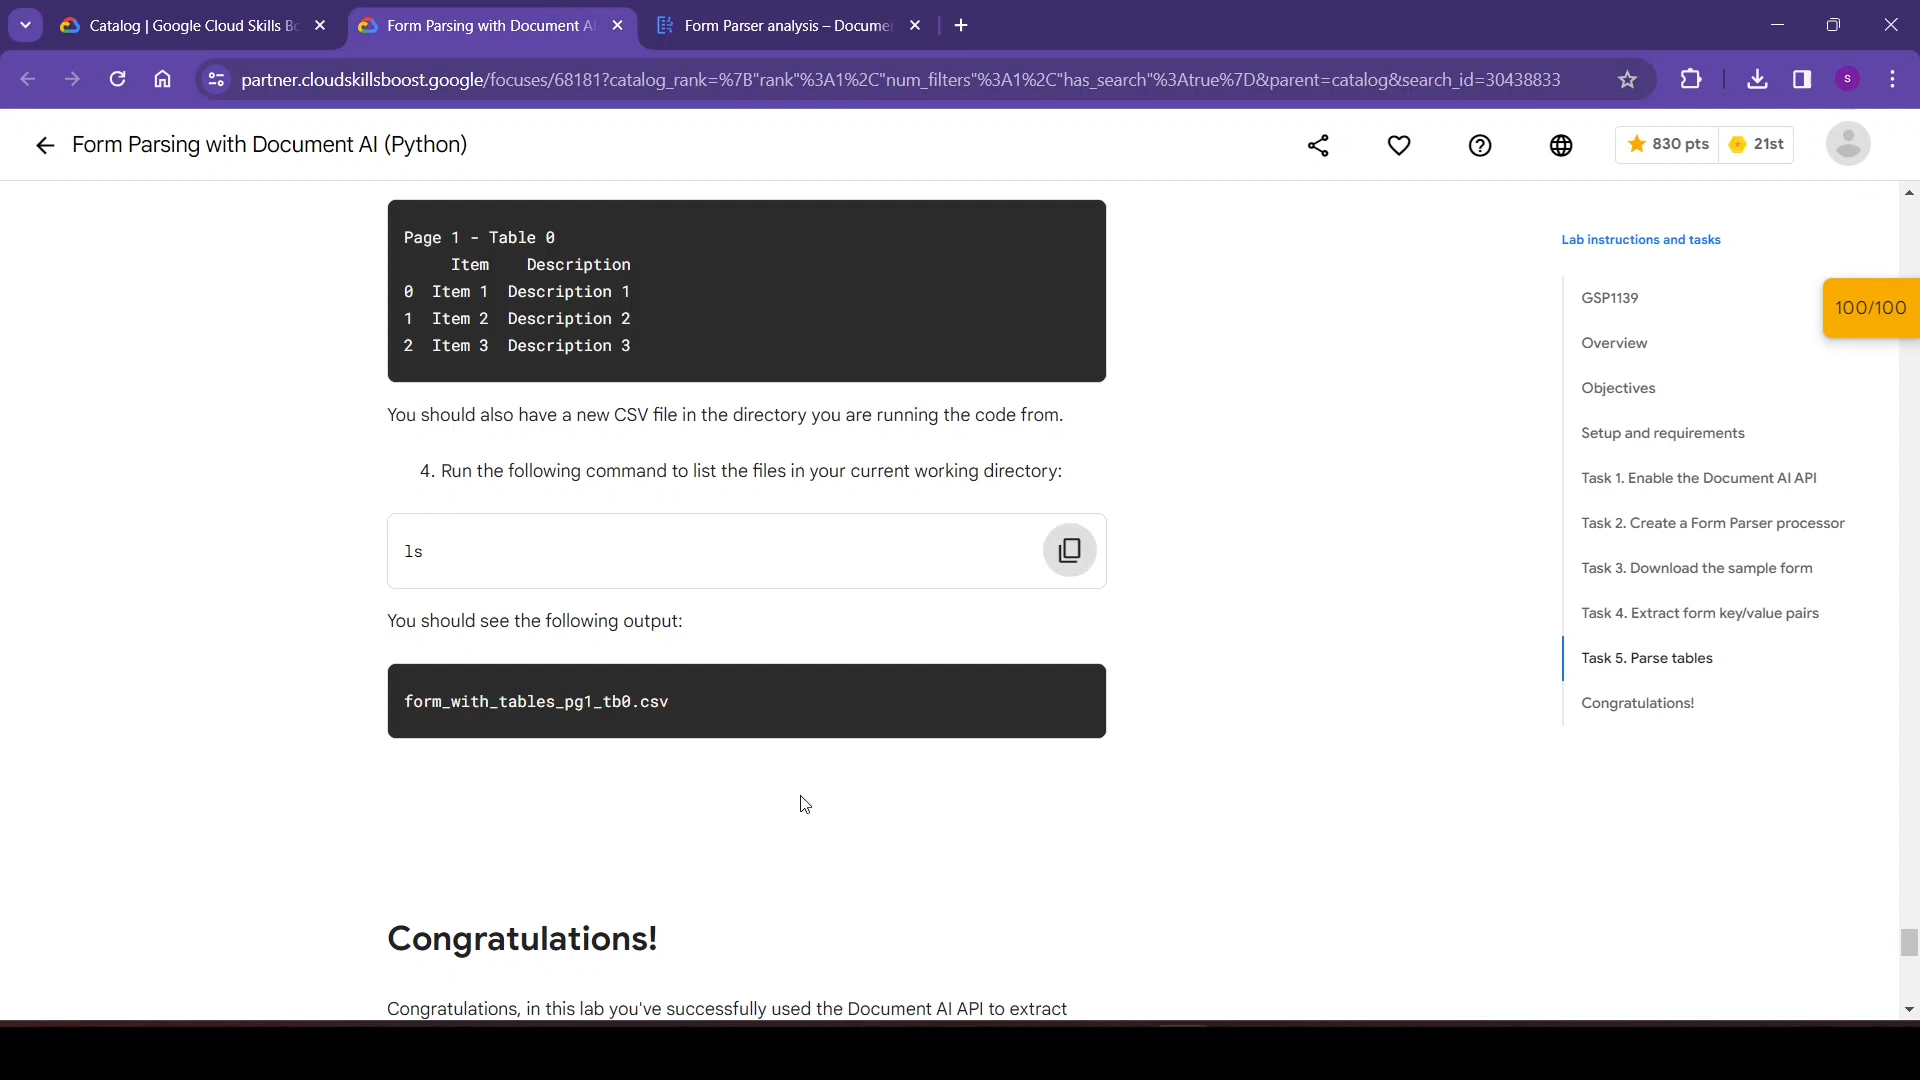 Catalog | Google Cloud Skills Bo
Form Parsing with Document AI
Form Parser analysis – Docume
partner.cloudskillsboost.google/focuses/68181?catalog_rank=%7B"rank"%3A1%2C"num_filters"%3A1%2C"has_search"%3Atrue%7D&parent=catalog&search_id=30438833
S
Form Parsing with Document AI (Python)
830 pts
21st
Page 1 - Table 0
Item Description
0 Item 1 Description 1
1 Item 2 Description 2
2 Item 3 Description 3
You should also have a new CSV file in the directory you are running the code from.
4. Run the following command to list the files in your current working directory:
ls
You should see the following output:
form_with_tables_pg1_tb0.csv
Congratulations!
Congratulations, in this lab you've successfully used the Document AI API to extract
Lab instructions and tasks
GSP1139
Overview
Objectives
Setup and requirements
Task 1. Enable the Document AI API
Task 2. Create a Form Parser processor
Task 3. Download the sample form
Task 4. Extract form key/value pairs
Task 5. Parse tables
Congratulations!
100/100